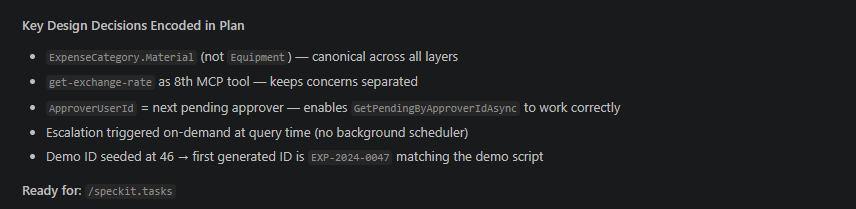 Key Design Decisions Encoded in Plan
ExpenseCategory.Material (not Equipment) — canonical across all layers
get-exchange-rate as 8th MCP tool — keeps concerns separated
ApproverUserId = next pending approver — enables GetPendingByApproverIdAsync to work correctly
Escalation triggered on-demand at query time (no background scheduler)
Demo ID seeded at 46 → first generated ID is EXP-2024-0047 matching the demo script
Ready for: /speckit.tasks